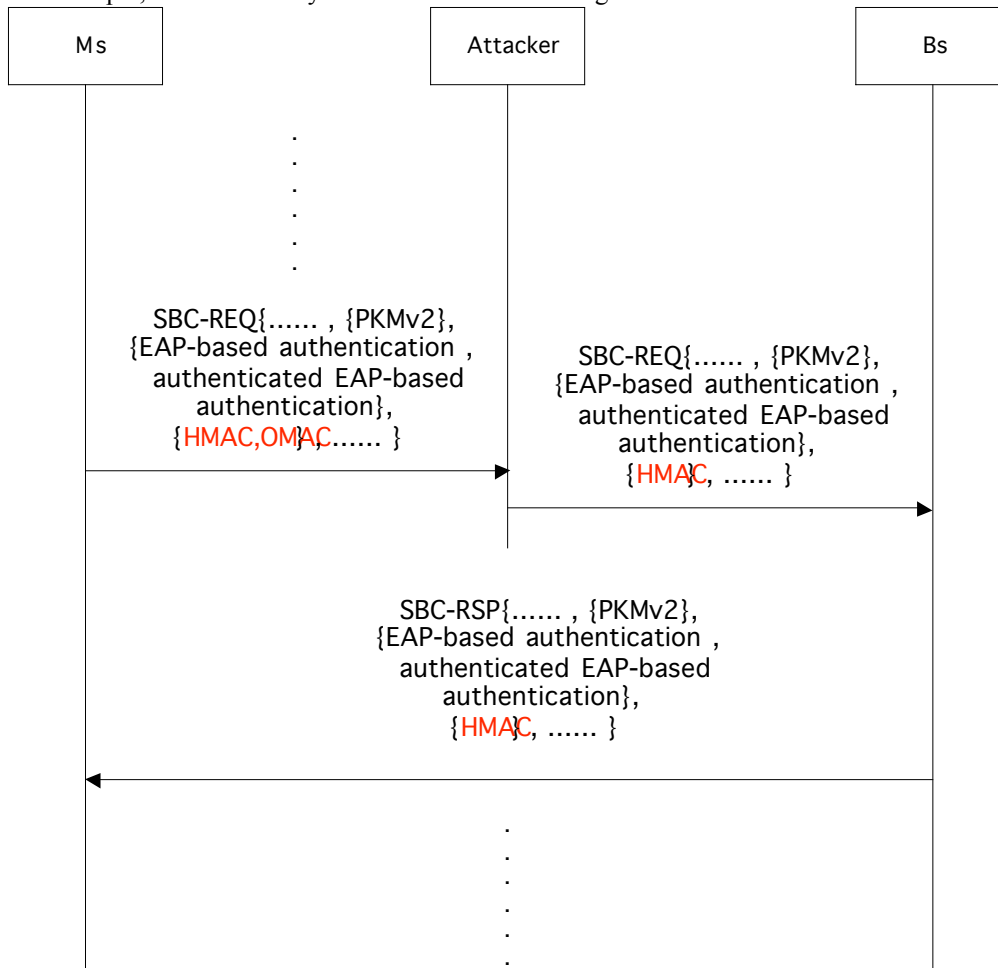 Ms
Attacker
Bs
SBC-REQ{...... , {PKMv2},
{EAP-based authentication ,
authenticated EAP-based
authentication},
{HMAC,OMAC} ,...... }
SBC-REQ{...... , {PKMv2},
{EAP-based authentication ,
authenticated EAP-based
authentication},
{HMAC} , ...... }
SBC-RSP{...... , {PKMv2},
{EAP-based authentication ,
authenticated EAP-based
authentication},
{HMAC} , ...... }